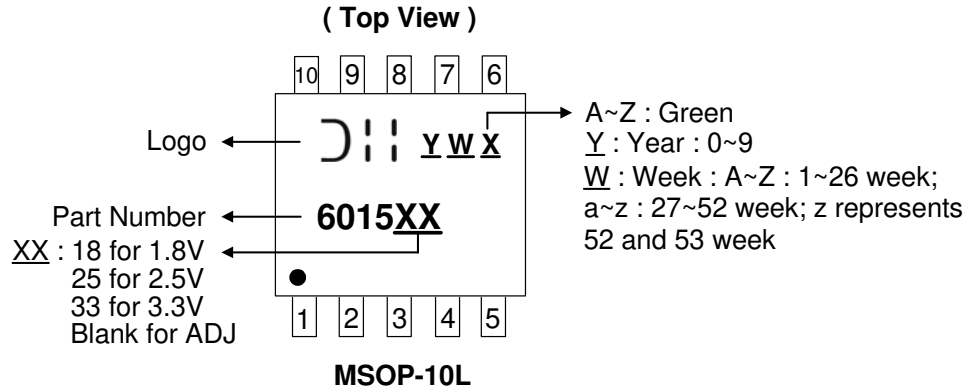 ( Top View )
10 9 8 7 6
Logo
Y W X
A~Z : Green
Y : Year : 0~9
W : Week : A~Z : 1~26 week;
a~z : 27~52 week; z represents
52 and 53 week
Part Number
6015XX
XX : 18 for 1.8V
25 for 2.5V
33 for 3.3V
Blank for ADJ
1 2 3 4 5
MSOP-10L